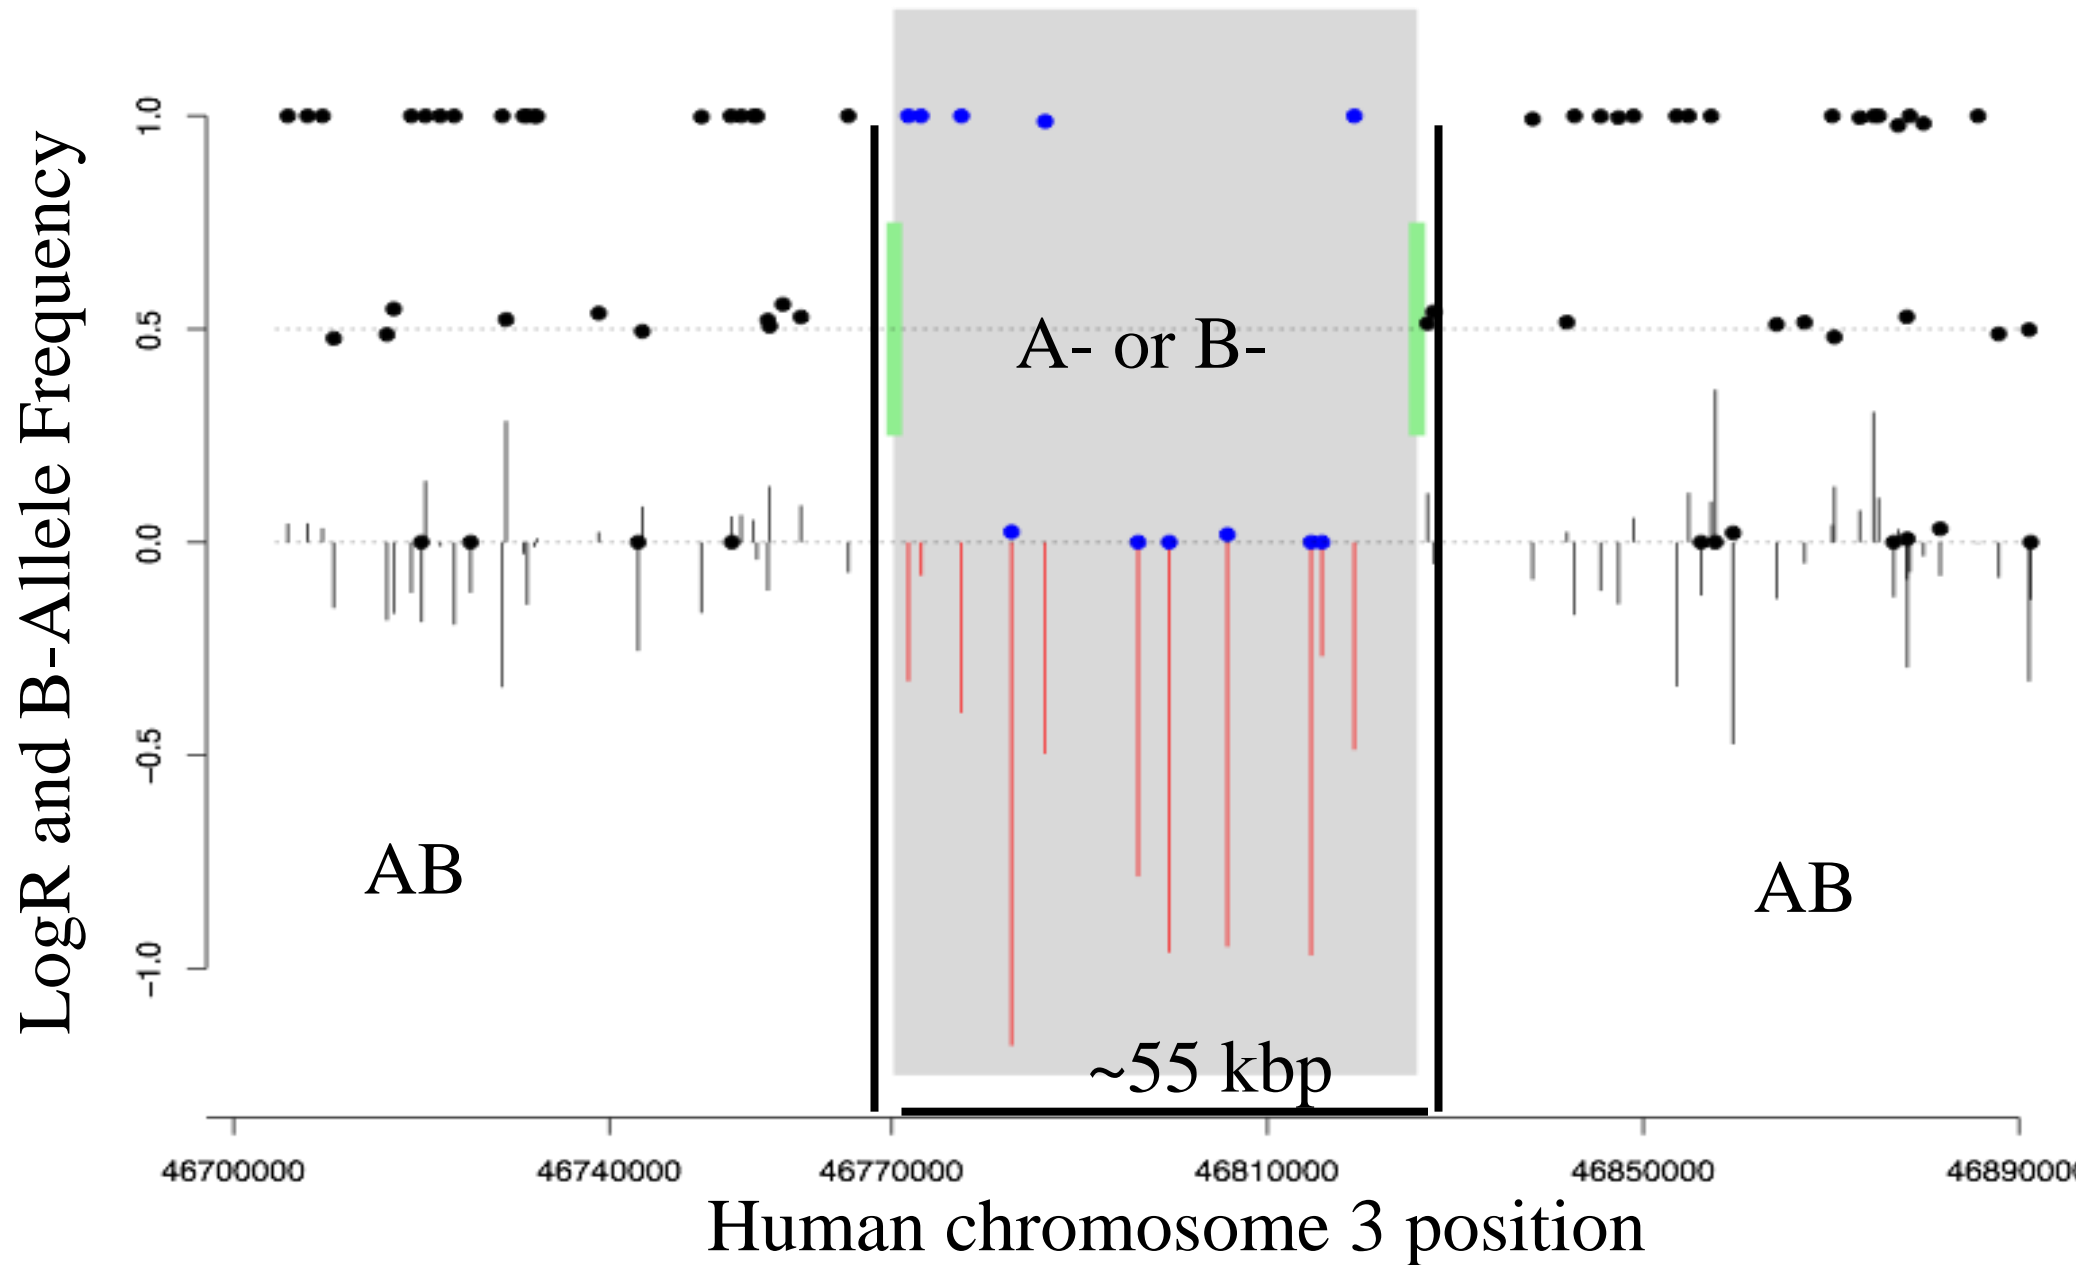 LogR and B-Allele Frequency
1.0
0.5
0.0
-0.5
-1.0
A- or B-
AB
AB
~55 kbp
46700000 46740000 46770000 46810000 46850000 46890000
Human chromosome 3 position